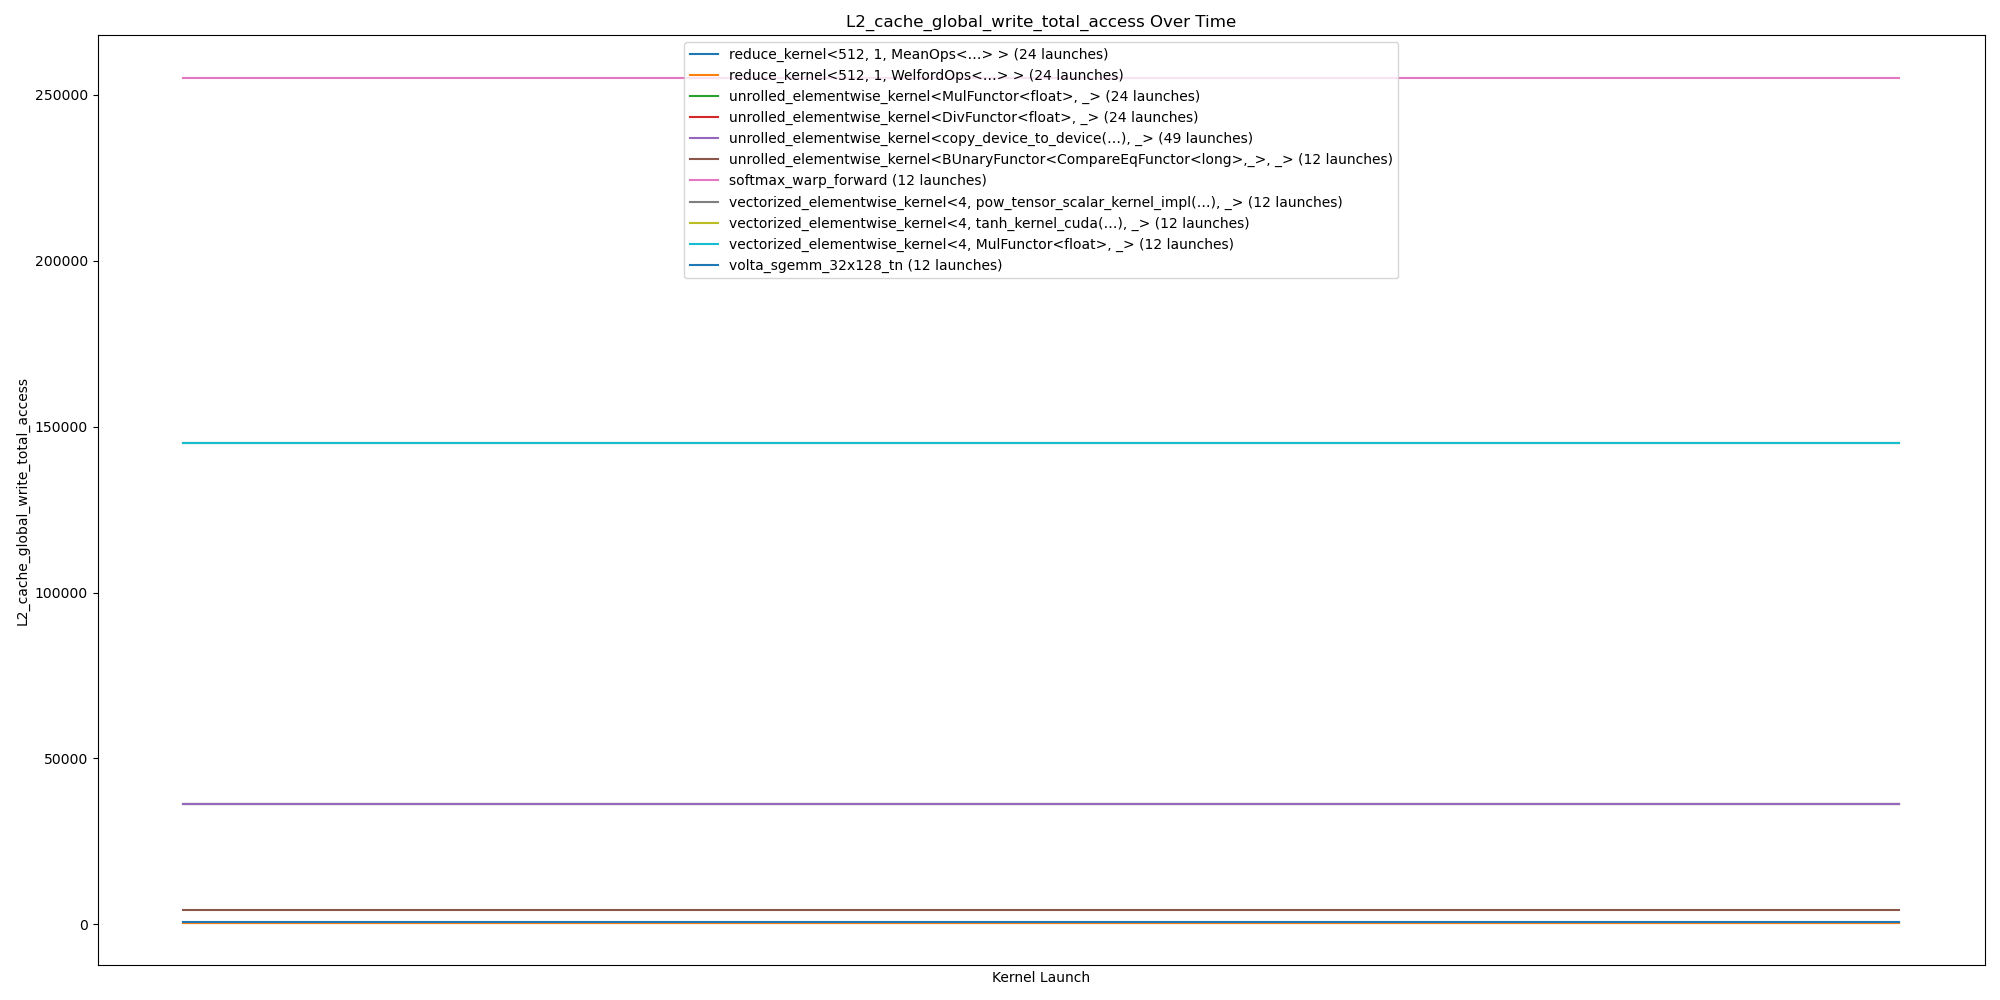 L2_cache_global_write_total_access Over Time
reduce_kernel<512, 1, MeanOps<...> > (24 launches)
reduce_kernel<512, 1, WelfordOps<...> > (24 launches)
unrolled_elementwise_kernel<MulFunctor<float>, _> (24 launches)
unrolled_elementwise_kernel<DivFunctor<float>, _> (24 launches)
unrolled_elementwise_kernel<copy_device_to_device(...), _> (49 launches)
unrolled_elementwise_kernel<BUnaryFunctor<CompareEqFunctor<long>,_>, _> (12 launches)
softmax_warp_forward (12 launches)
vectorized_elementwise_kernel<4, pow_tensor_scalar_kernel_impl(...), _> (12 launches)
vectorized_elementwise_kernel<4, tanh_kernel_cuda(...), _> (12 launches)
vectorized_elementwise_kernel<4, MulFunctor<float>, _> (12 launches)
volta_sgemm_32x128_tn (12 launches)
L2_cache_global_write_total_access
250000
200000
150000
100000
50000
0
Kernel Launch